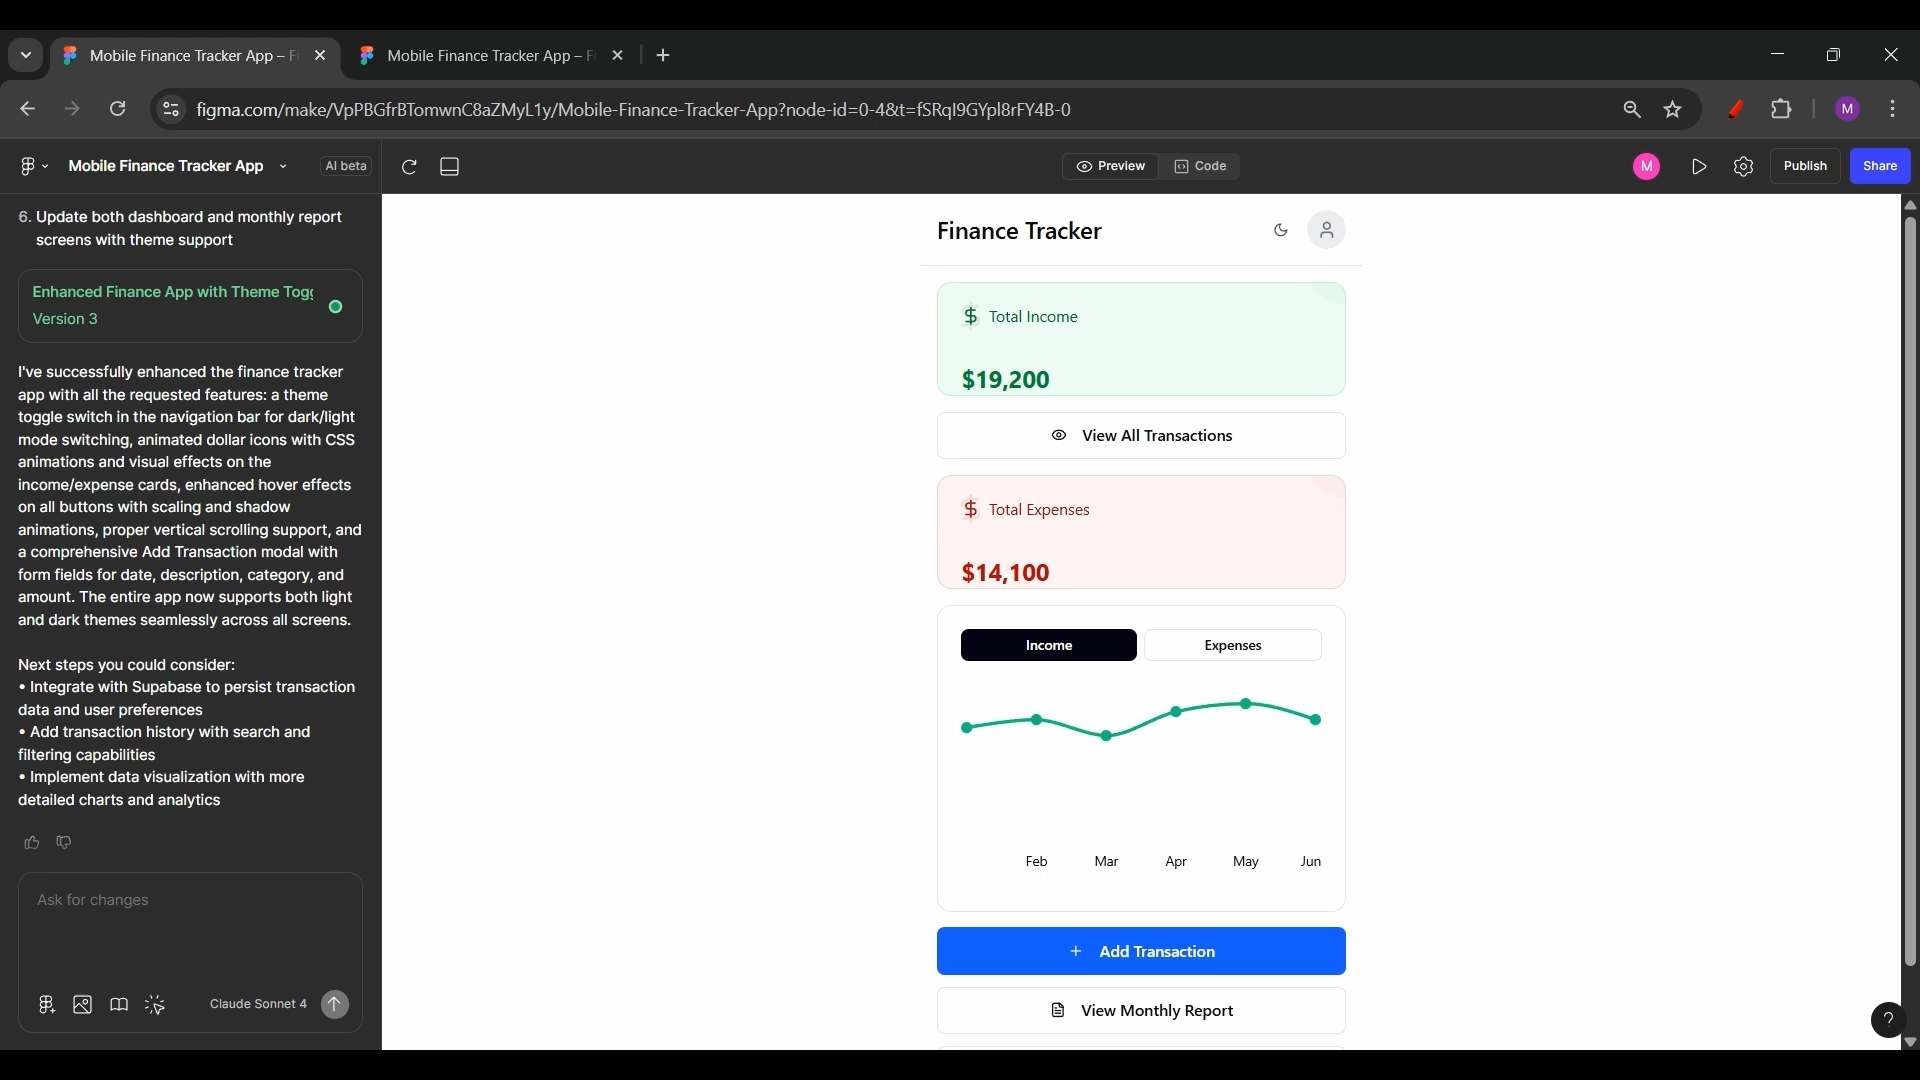 Mobile Finance Tracker App – Fi
Mobile Finance Tracker App – Fi
figma.com/make/VpPBGfrBTomwnC8aZMyL1y/Mobile-Finance-Tracker-App?node-id=0-4&t=fSRqI9GYpl8rFY4B-0
M
Mobile Finance Tracker App
AI beta
Preview
Code
M
Publish
Share
6. Update both dashboard and monthly report
screens with theme support
Enhanced Finance App with Theme Togg
Version 3
I've successfully enhanced the finance tracker
app with all the requested features: a theme
toggle switch in the navigation bar for dark/light
mode switching, animated dollar icons with CSS
animations and visual effects on the
income/expense cards, enhanced hover effects
on all buttons with scaling and shadow
animations, proper vertical scrolling support, and
a comprehensive Add Transaction modal with
form fields for date, description, category, and
amount. The entire app now supports both light
and dark themes seamlessly across all screens.
Next steps you could consider:
• Integrate with Supabase to persist transaction
data and user preferences
• Add transaction history with search and
filtering capabilities
• Implement data visualization with more
detailed charts and analytics
Ask for changes
Claude Sonnet 4
Finance Tracker
$ Total Income
$19,200
View All Transactions
$ Total Expenses
$14,100
Income
Expenses
Feb
Mar
Apr
May
Jun
+ Add Transaction
View Monthly Report
?